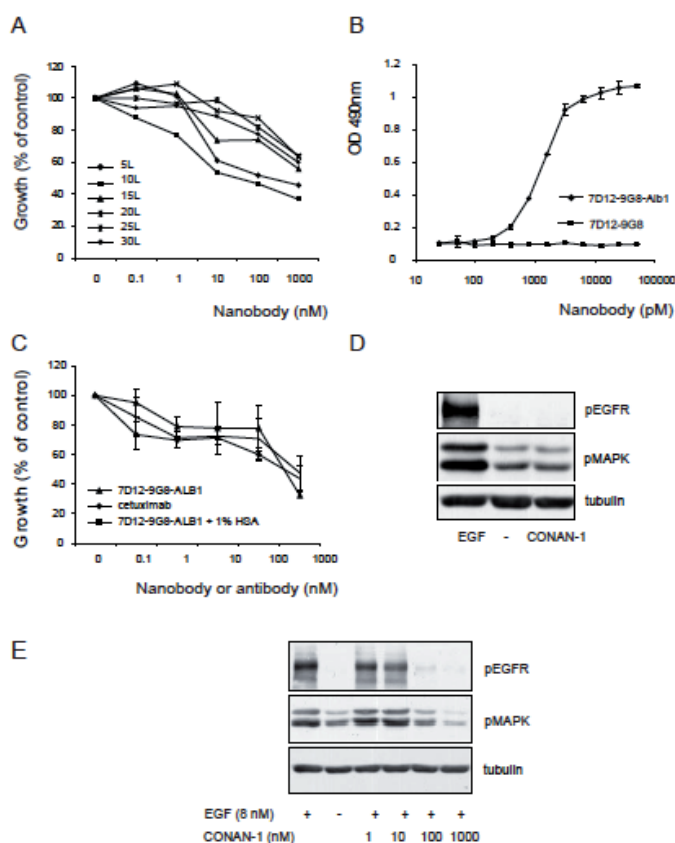 A
Growth (% of control)
120
100
80
60
40
20
0
5L
10L
15L
20L
25L
30L
0 0.1 1 10 100 1000
Nanobody (nM)
B
OD 490nm
1.2
1
0.8
0.6
0.4
0.2
0
7D12-9G8-Alb1
7D12-9G8
10 100 1000 10000 100000
Nanobody (pM)
C
Growth (% of control)
120
100
80
60
40
20
0
7D12-9G8-ALB1
cetuximab
7D12-9G8-ALB1 + 1% HSA
0 0.1 1 10 100 1000
Nanobody or antibody (nM)
D
pEGFR
pMAPK
tubulin
EGF - CONAN-1
E
pEGFR
pMAPK
tubulin
EGF (8 nM) + - + + + +
CONAN-1 (nM) 1 10 100 1000